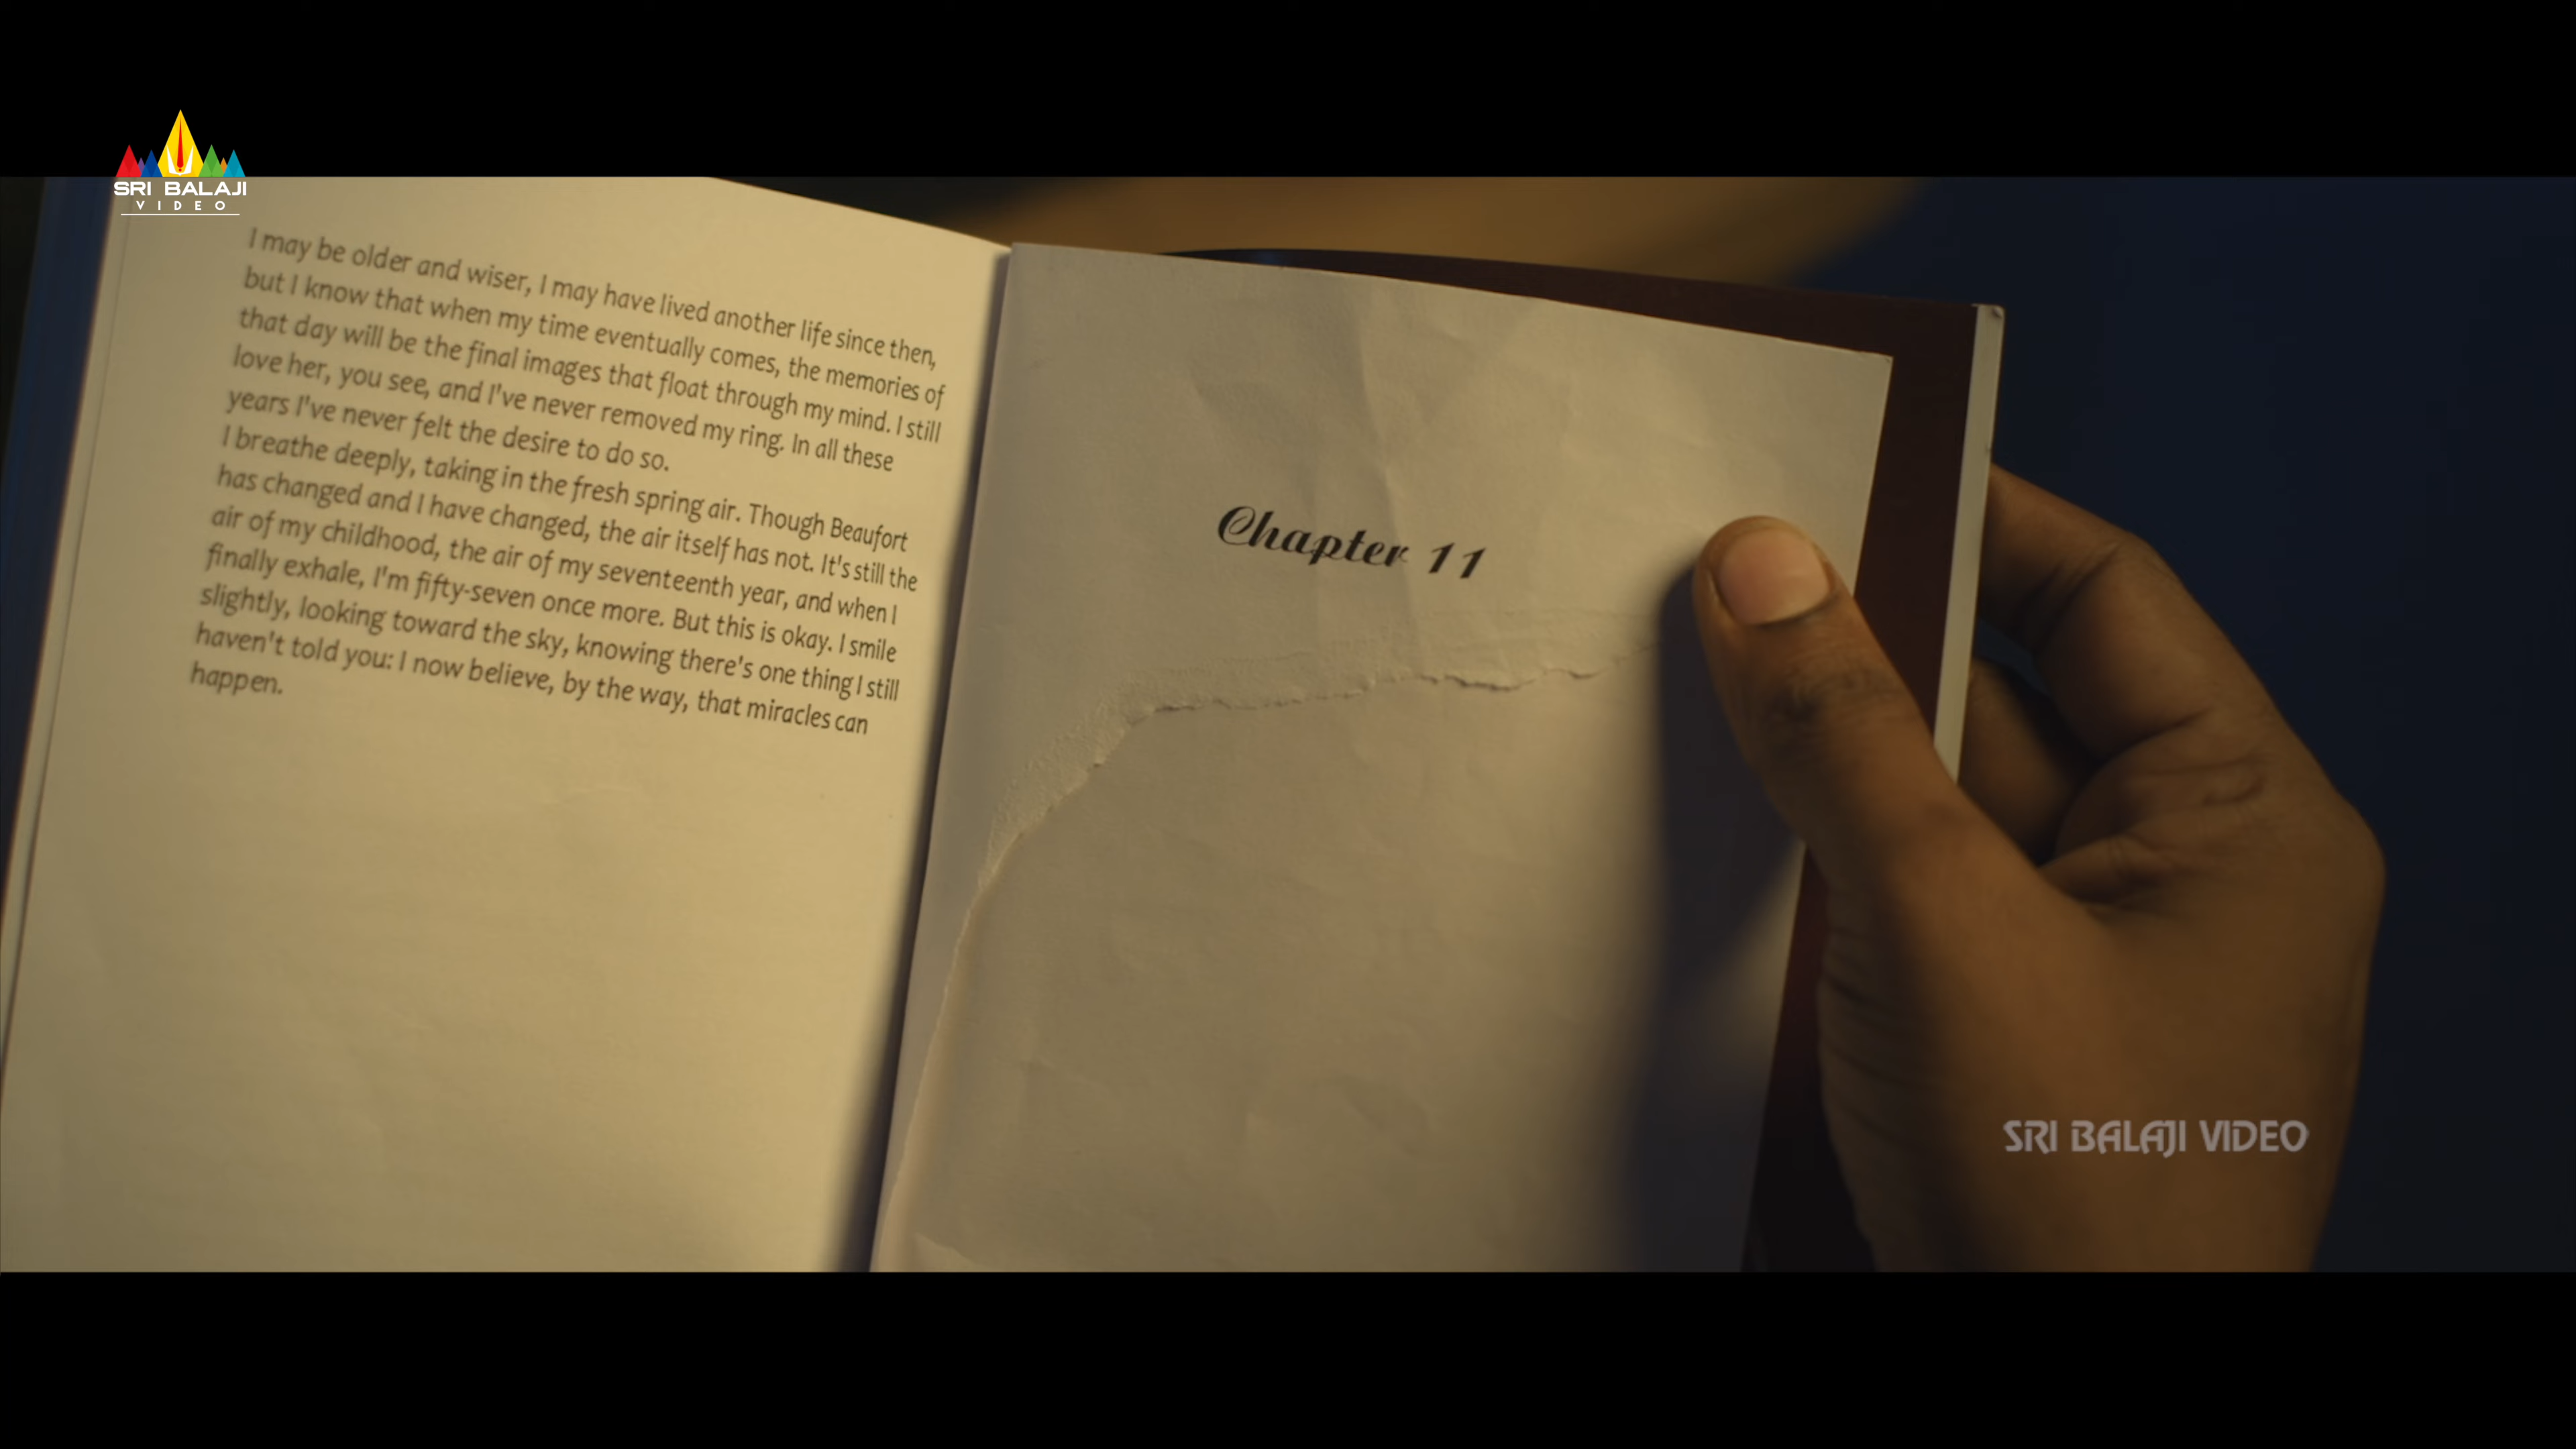 SRI BALAJI
VIDEO
I may be older and wiser, I may have lived another life since then,
but I know that when my time eventually comes, the memories of
that day will be the final images that float through my mind. I still
love her, you see, and I've never removed my ring. In all these
years I've never felt the desire to do so.
I breathe deeply, taking in the fresh spring air. Though Beaufort
has changed and I have changed, the air itself has not. It's still the
air of my childhood, the air of my seventeenth year, and when I
finally exhale, I'm fifty-seven once more. But this is okay. I smile
slightly, looking toward the sky, knowing there's one thing I still
haven't told you: I now believe, by the way, that miracles can
happen.
Chapter 11
SRI BALAJI VIDEO